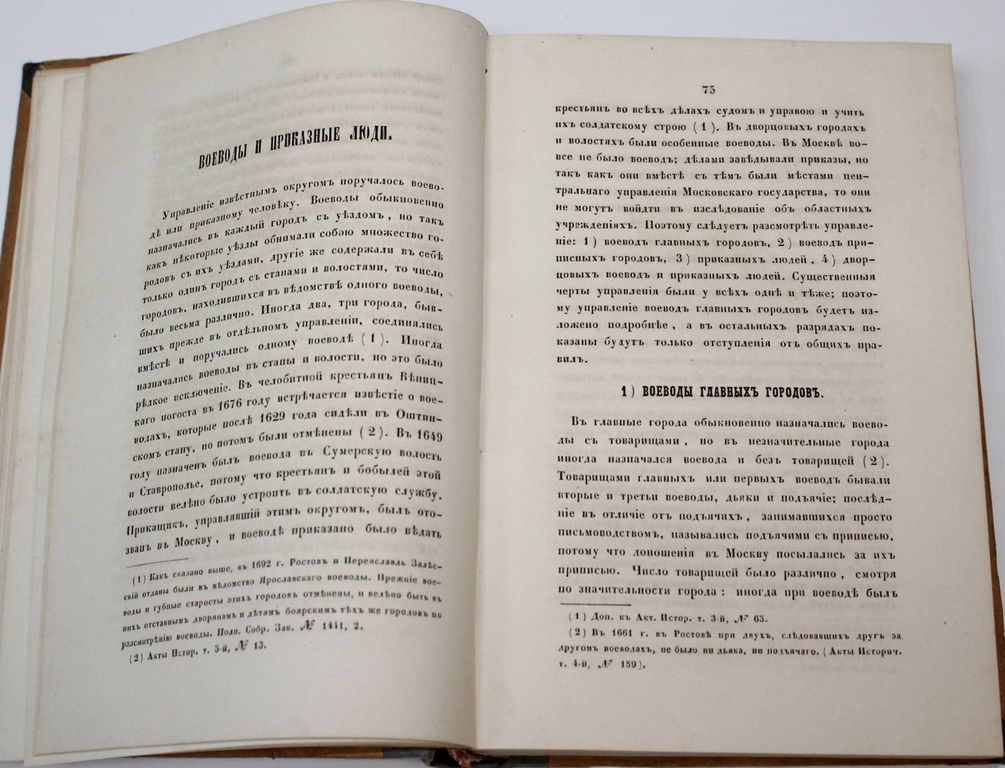 ВОЕВОДЫ И ПРИКАЗНЫЕ ЛЮДИ.
Управленіе извѣстнымъ округомъ поручалось воево-
дѣ или приказному человѣку. Воеводы обыкновенно
назначались въ каждый городъ съ уѣздомъ, но такъ
какъ нѣкоторые уѣзды обнимали собою множество го-
родовъ съ ихъ уѣздами, другіе же содержали въ себѣ
только одинъ городъ съ станами и волостями, то число
городовъ, находившихся въ вѣдомствѣ одного воеводы,
было весьма различно. Иногда два, три города, быв-
шихъ прежде въ отдѣльномъ управленіи, соединялись
вмѣстѣ и поручались одному воеводѣ (1). Иногда
назначались воеводы въ станы и волости, но это было
рѣдкое исключеніе. Въ челобитной крестьянъ Вѣниц-
каго погоста въ 1676 году встрѣчается извѣстіе о вое-
водахъ, которые послѣ 1629 года сидѣли въ Оштин-
скомъ стану, но потомъ были отмѣнены (2). Въ 1649
году назначенъ былъ воевода въ Сумерскую волость
и Ставрополье, потому что крестьянъ и бобылей этой
волости велѣно было устроить въ солдатскую службу.
Прикащикъ, управлявшій этимъ округомъ, былъ ото-
званъ въ Москву, и воеводѣ приказано было вѣдать
(1) Какъ сказано выше, въ 1692 г. Ростовъ и Переяславль Залѣс-
скій отданы были въ вѣдомство Ярославскаго воеводы. Прежніе вое-
воды и губные старосты этихъ городовъ отмѣнены, и велѣно быть въ
нихъ отставнымъ дворянамъ и дѣтямъ боярскимъ тѣхъ же городовъ по
разсмотрѣнію воеводы. Полн. Собр. Зак. № 1441, 2.
(2) Акты Истор. т. 3-й, № 13.
75
крестьянъ во всѣхъ дѣлахъ судомъ и управою и учить
ихъ солдатскому строю (1). Въ дворцовыхъ городахъ
и волостяхъ были особенные воеводы. Въ Москвѣ во-
все не было воеводъ; дѣлами завѣдывали приказы, но
такъ какъ они вмѣстѣ съ тѣмъ были мѣстами цен-
тральнаго управленія Московскаго государства, то они
не могутъ войдти въ изслѣдованіе объ областныхъ
учрежденіяхъ. Поэтому слѣдуетъ разсмотрѣть управле-
ніе: 1) воеводъ главныхъ городовъ, 2) воеводъ при-
писныхъ городовъ, 3) приказныхъ людей, 4) двор-
цовыхъ воеводъ и приказныхъ людей. Существенныя
черты управленія были у всѣхъ однѣ и тѣже; поэто-
му управленіе воеводъ главныхъ городовъ будетъ из-
ложено подробнѣе, а въ остальныхъ разрядахъ по-
казаны будутъ только отступленія отъ общихъ пра-
вилъ.
1) ВОЕВОДЫ ГЛАВНЫХЪ ГОРОДОВЪ.
Въ главные города обыкновенно назначались воево-
ды съ товарищами, но въ незначительные города
иногда назначался воевода и безъ товарищей (2).
Товарищами главныхъ или первыхъ воеводъ бывали
вторые и третьи воеводы, дьяки и подъячіе; послѣд-
ніе въ отличіе отъ подъячихъ, занимавшихся просто
письмоводствомъ, назывались подъячими съ приписью,
потому что доношенія въ Москву посылались за ихъ
приписью. Число товарищей было различно, смотря
по значительности города: иногда при воеводѣ былъ
(1) Доп. къ Акт. Истор. т. 3-й, № 65.
(2) Въ 1661 г. въ Ростовѣ при двухъ, слѣдовавшихъ другъ за
другомъ воеводахъ, не было ни дьяка, ни подъячаго. (Акты Историч.
т. 4-й, № 159).